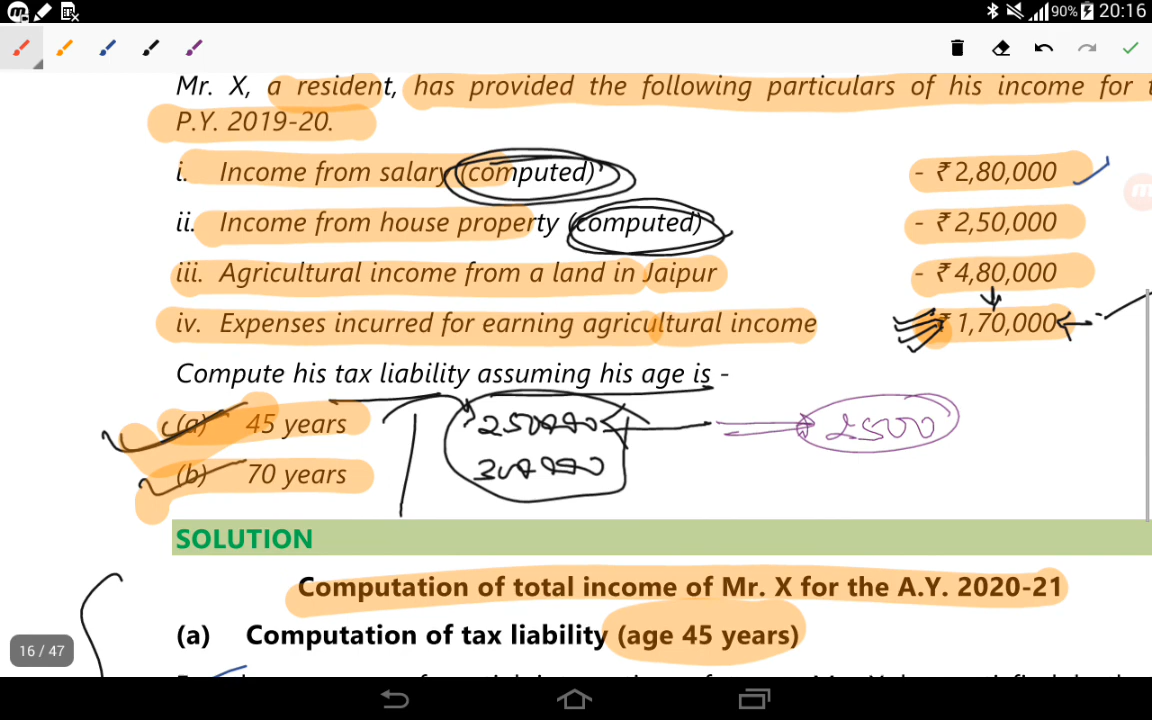 90% 20:16
Mr. X, a resident, has provided the following particulars of his income for t
P.Y. 2019-20.
i. Income from salary (computed) - ₹ 2,80,000
ii. Income from house property (computed) - ₹ 2,50,000
iii. Agricultural income from a land in Jaipur - ₹ 4,80,000
iv. Expenses incurred for earning agricultural income ₹ 1,70,000
Compute his tax liability assuming his age is -
(a) 45 years 2500
(b) 70 years
SOLUTION
Computation of total income of Mr. X for the A.Y. 2020-21
(a) Computation of tax liability (age 45 years)
16 / 47